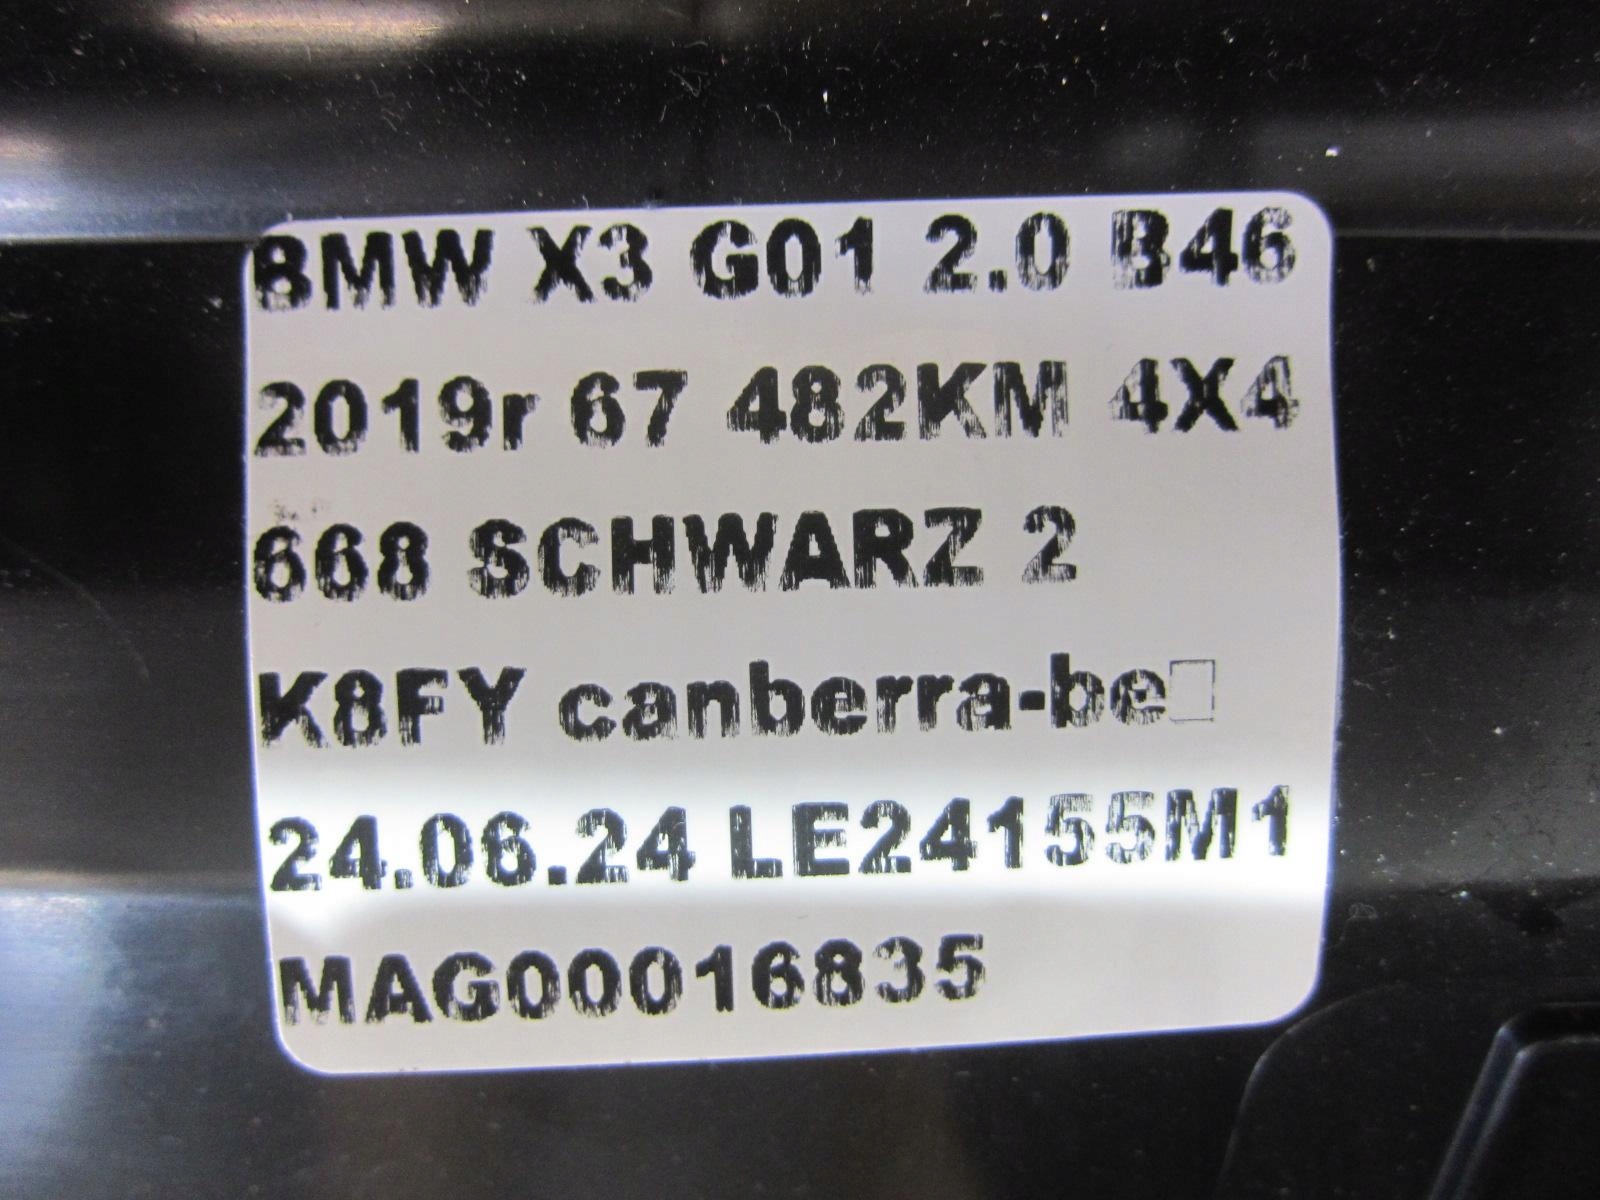 BMW X3 G01 2.0 B46
2019r 67 482KM 4X4
668 SCHWARZ 2
K8FY canberra-be□
24.06.24 LE24155M1
MAG00016835